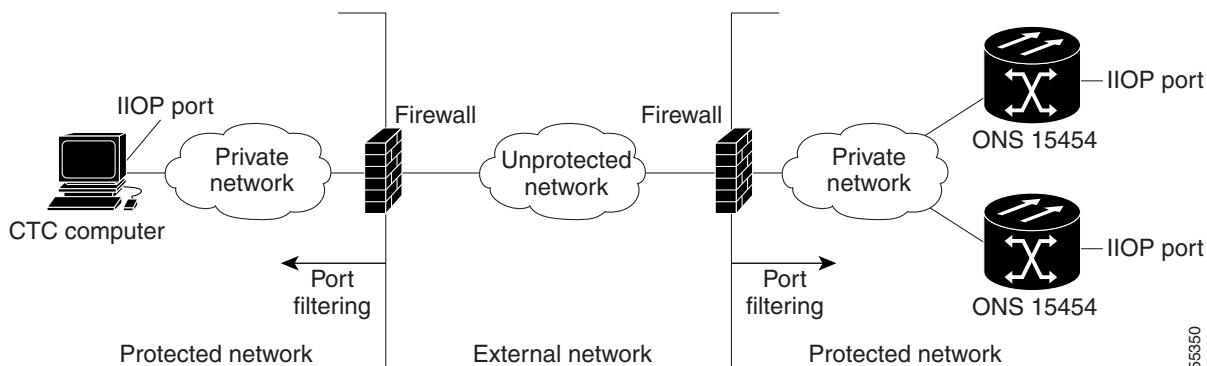 IIOP port
Firewall
Firewall
IIOP port
Private
network
Unprotected
network
Private
network
ONS 15454
CTC computer
IIOP port
Port
filtering
Port
filtering
ONS 15454
Protected network
External network
Protected network
55350